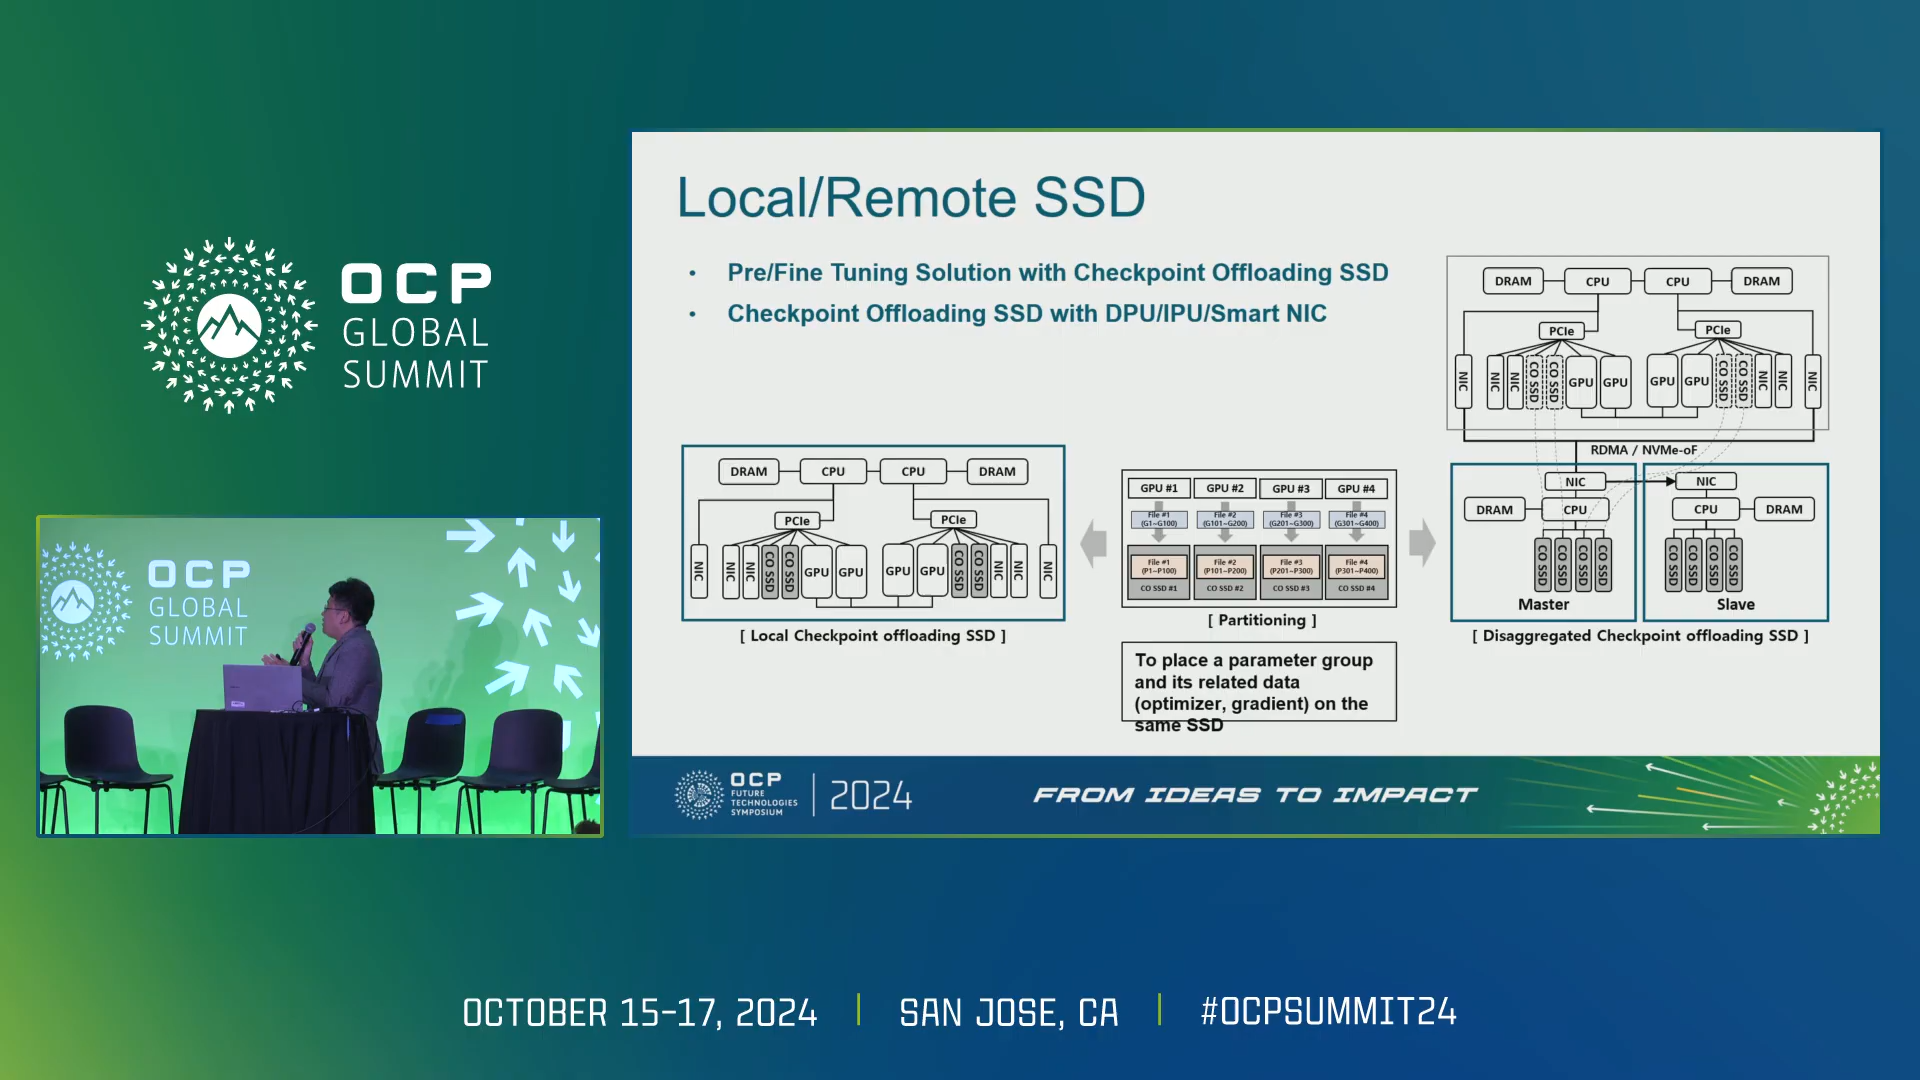 OCP
GLOBAL
SUMMIT
OCP
GLOBAL
SUMMIT
Local/Remote SSD
• Pre/Fine Tuning Solution with Checkpoint Offloading SSD
• Checkpoint Offloading SSD with DPU/IPU/Smart NIC
DRAM CPU CPU DRAM
PCIe PCIe
NIC NIC NIC CO SSD CO SSD GPU GPU GPU GPU CO SSD CO SSD NIC NIC NIC
[ Local Checkpoint offloading SSD ]
GPU #1 GPU #2 GPU #3 GPU #4
File #1 File #2 File #3 File #4
(G1~G100) (G101~G200) (G201~G300) (G301~G400)
File #1 File #2 File #3 File #4
(P1~P100) (P101~P200) (P201~P300) (P301~P400)
CO SSD #1 CO SSD #2 CO SSD #3 CO SSD #4
[ Partitioning ]
To place a parameter group
and its related data
(optimizer, gradient) on the
same SSD
DRAM CPU CPU DRAM
PCIe PCIe
NIC NIC NIC CO SSD CO SSD GPU GPU GPU GPU CO SSD CO SSD NIC NIC NIC
RDMA / NVMe-oF
NIC NIC
DRAM CPU CPU DRAM
CO SSD CO SSD CO SSD CO SSD CO SSD CO SSD CO SSD CO SSD
Master Slave
[ Disaggregated Checkpoint offloading SSD ]
OCP
FUTURE
TECHNOLOGIES
SYMPOSIUM
2024
FROM IDEAS TO IMPACT
OCTOBER 15-17, 2024 | SAN JOSE, CA | #OCPSUMMIT24